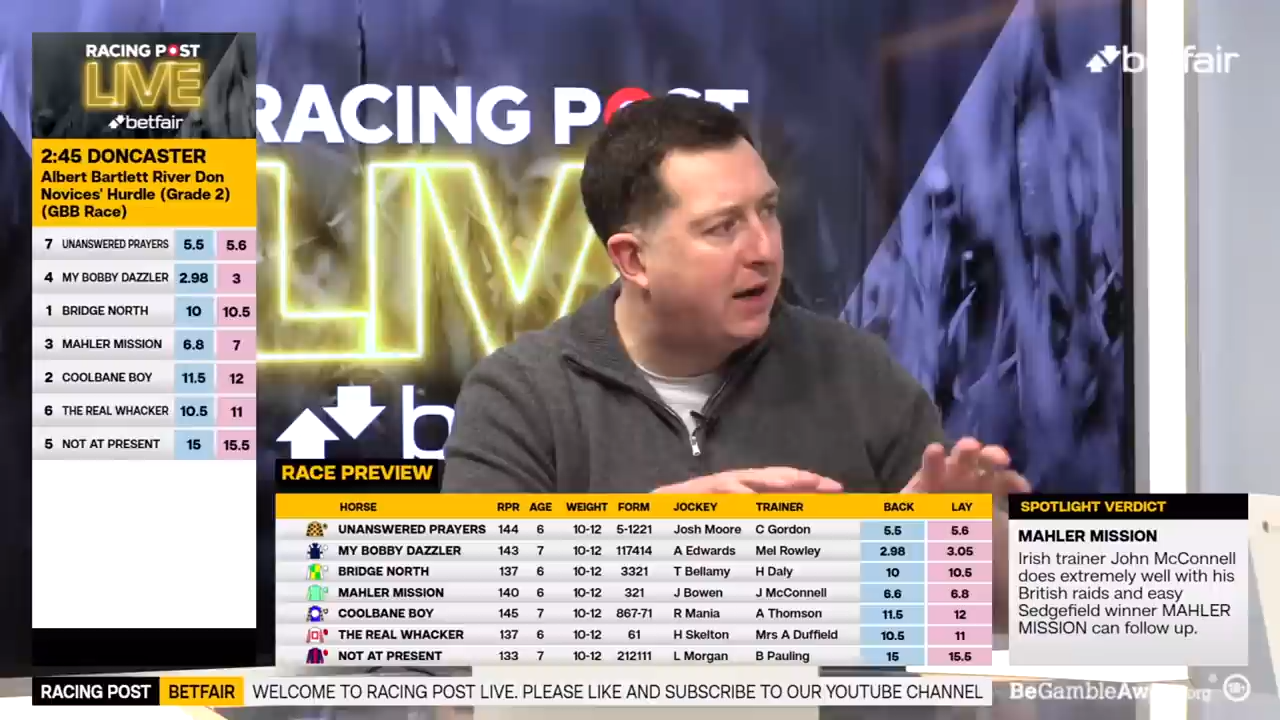 RACING POST
LIVE
betfair
2:45 DONCASTER
Albert Bartlett River Don
Novices' Hurdle (Grade 2)
(GBB Race)
7 UNANSWERED PRAYERS 5.5 5.6
4 MY BOBBY DAZZLER 2.98 3
1 BRIDGE NORTH 10 10.5
3 MAHLER MISSION 6.8 7
2 COOLBANE BOY 11.5 12
6 THE REAL WHACKER 10.5 11
5 NOT AT PRESENT 15 15.5
RACING POST
LIV
be
betfair
RACE PREVIEW
HORSE RPR AGE WEIGHT FORM JOCKEY TRAINER BACK LAY
UNANSWERED PRAYERS 144 6 10-12 5-1221 Josh Moore C Gordon 5.5 5.6
MY BOBBY DAZZLER 143 7 10-12 117414 A Edwards Mel Rowley 2.98 3.05
BRIDGE NORTH 137 6 10-12 3321 T Bellamy H Daly 10 10.5
MAHLER MISSION 140 6 10-12 321 J Bowen J McConnell 6.6 6.8
COOLBANE BOY 145 7 10-12 867-71 R Mania A Thomson 11.5 12
THE REAL WHACKER 137 6 10-12 61 H Skelton Mrs A Duffield 10.5 11
NOT AT PRESENT 133 7 10-12 212111 L Morgan B Pauling 15 15.5
SPOTLIGHT VERDICT
MAHLER MISSION
Irish trainer John McConnell
does extremely well with his
British raids and easy
Sedgefield winner MAHLER
MISSION can follow up.
RACING POST BETFAIR WELCOME TO RACING POST LIVE. PLEASE LIKE AND SUBSCRIBE TO OUR YOUTUBE CHANNEL
BeGambleAware.org 18+